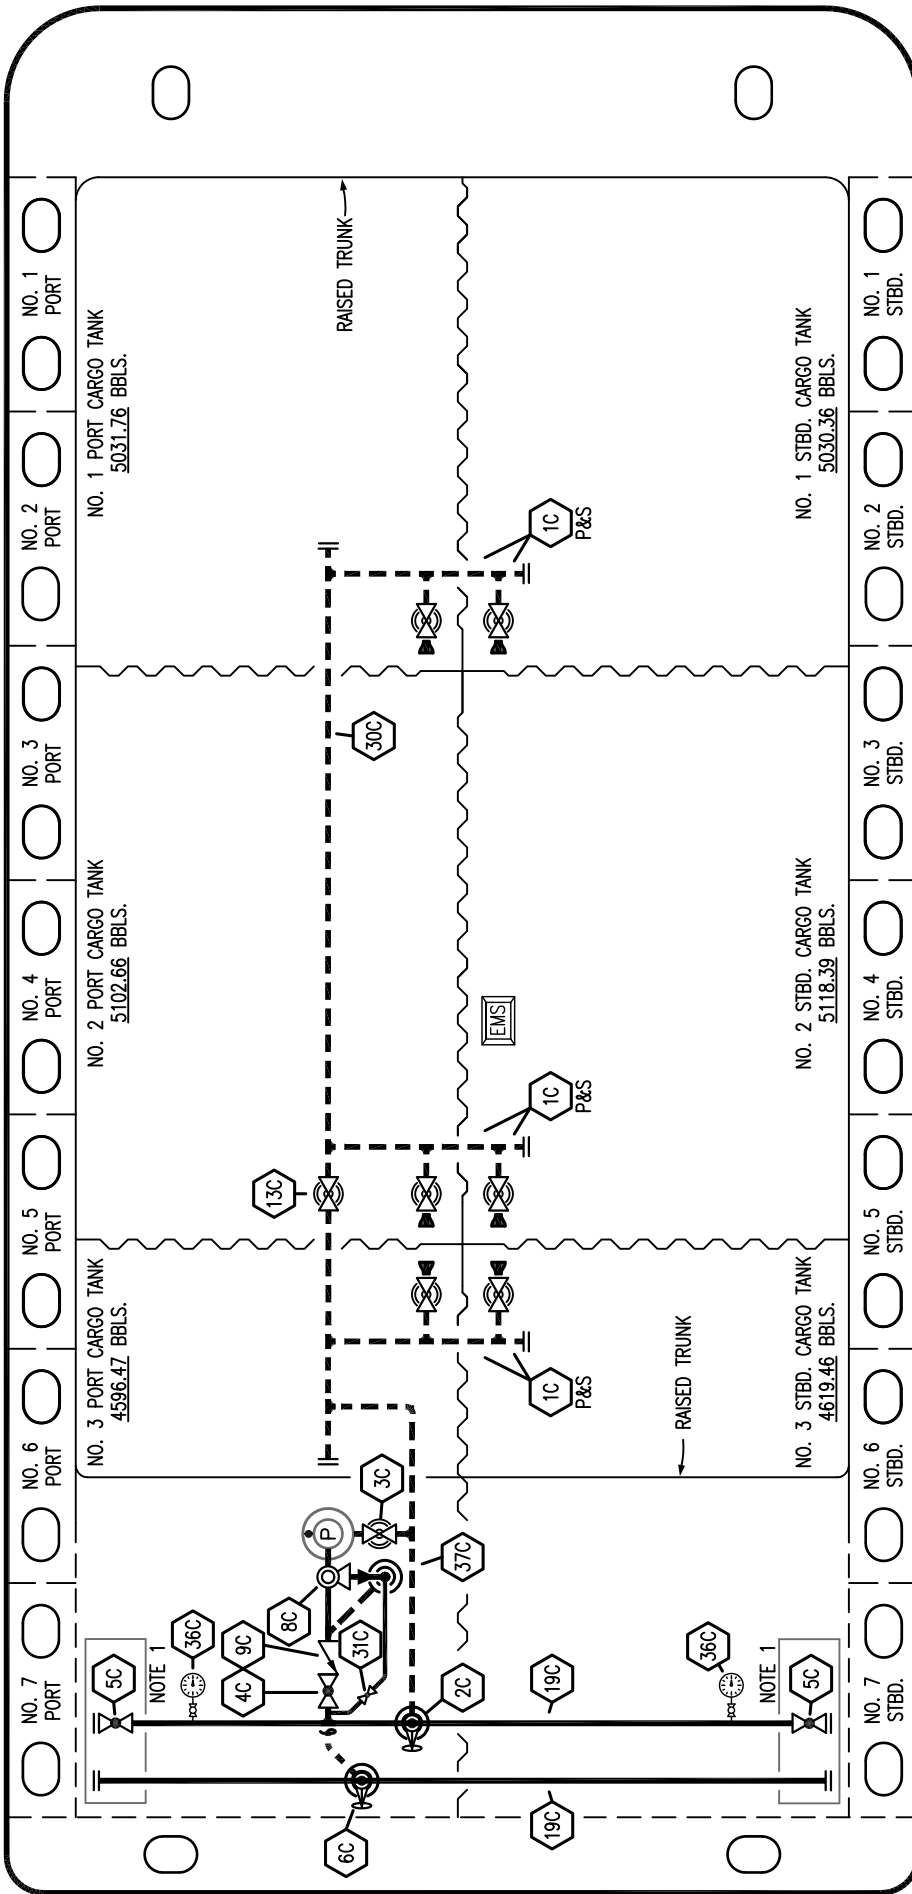 NO. 7
PORT
NO. 6
PORT
NO. 5
PORT
NO. 4
PORT
NO. 3
PORT
NO. 2
PORT
NO. 1
PORT
NO. 3 PORT CARGO TANK
4596.47 BBLS.
NO. 2 PORT CARGO TANK
5102.66 BBLS.
NO. 1 PORT CARGO TANK
5031.76 BBLS.
5C
NOTE 1
36C
4C
9C
8C
31C
P
3C
13C
30C
RAISED TRUNK
6C
2C
37C
19C
19C
1C
P&S
1C
P&S
1C
P&S
EMS
RAISED TRUNK
36C
NOTE 1
5C
NO. 3 STBD. CARGO TANK
4619.46 BBLS.
NO. 2 STBD. CARGO TANK
5118.39 BBLS.
NO. 1 STBD. CARGO TANK
5030.36 BBLS.
NO. 7
STBD.
NO. 6
STBD.
NO. 5
STBD.
NO. 4
STBD.
NO. 3
STBD.
NO. 2
STBD.
NO. 1
STBD.